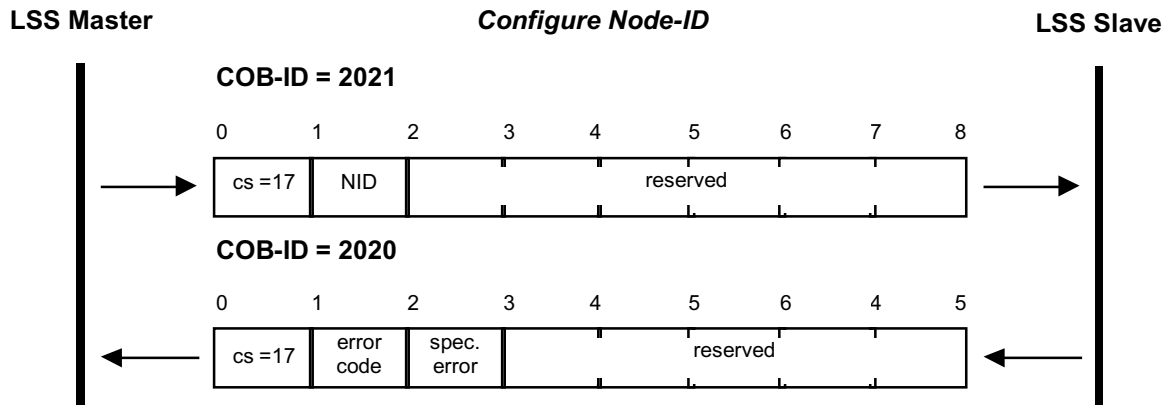 LSS Master
Configure Node-ID
LSS Slave
COB-ID = 2021
0 1 2 3 4 5 6 7 8
cs =17 NID reserved
COB-ID = 2020
0 1 2 3 4 5 6 4 5
cs =17 error code spec. error reserved